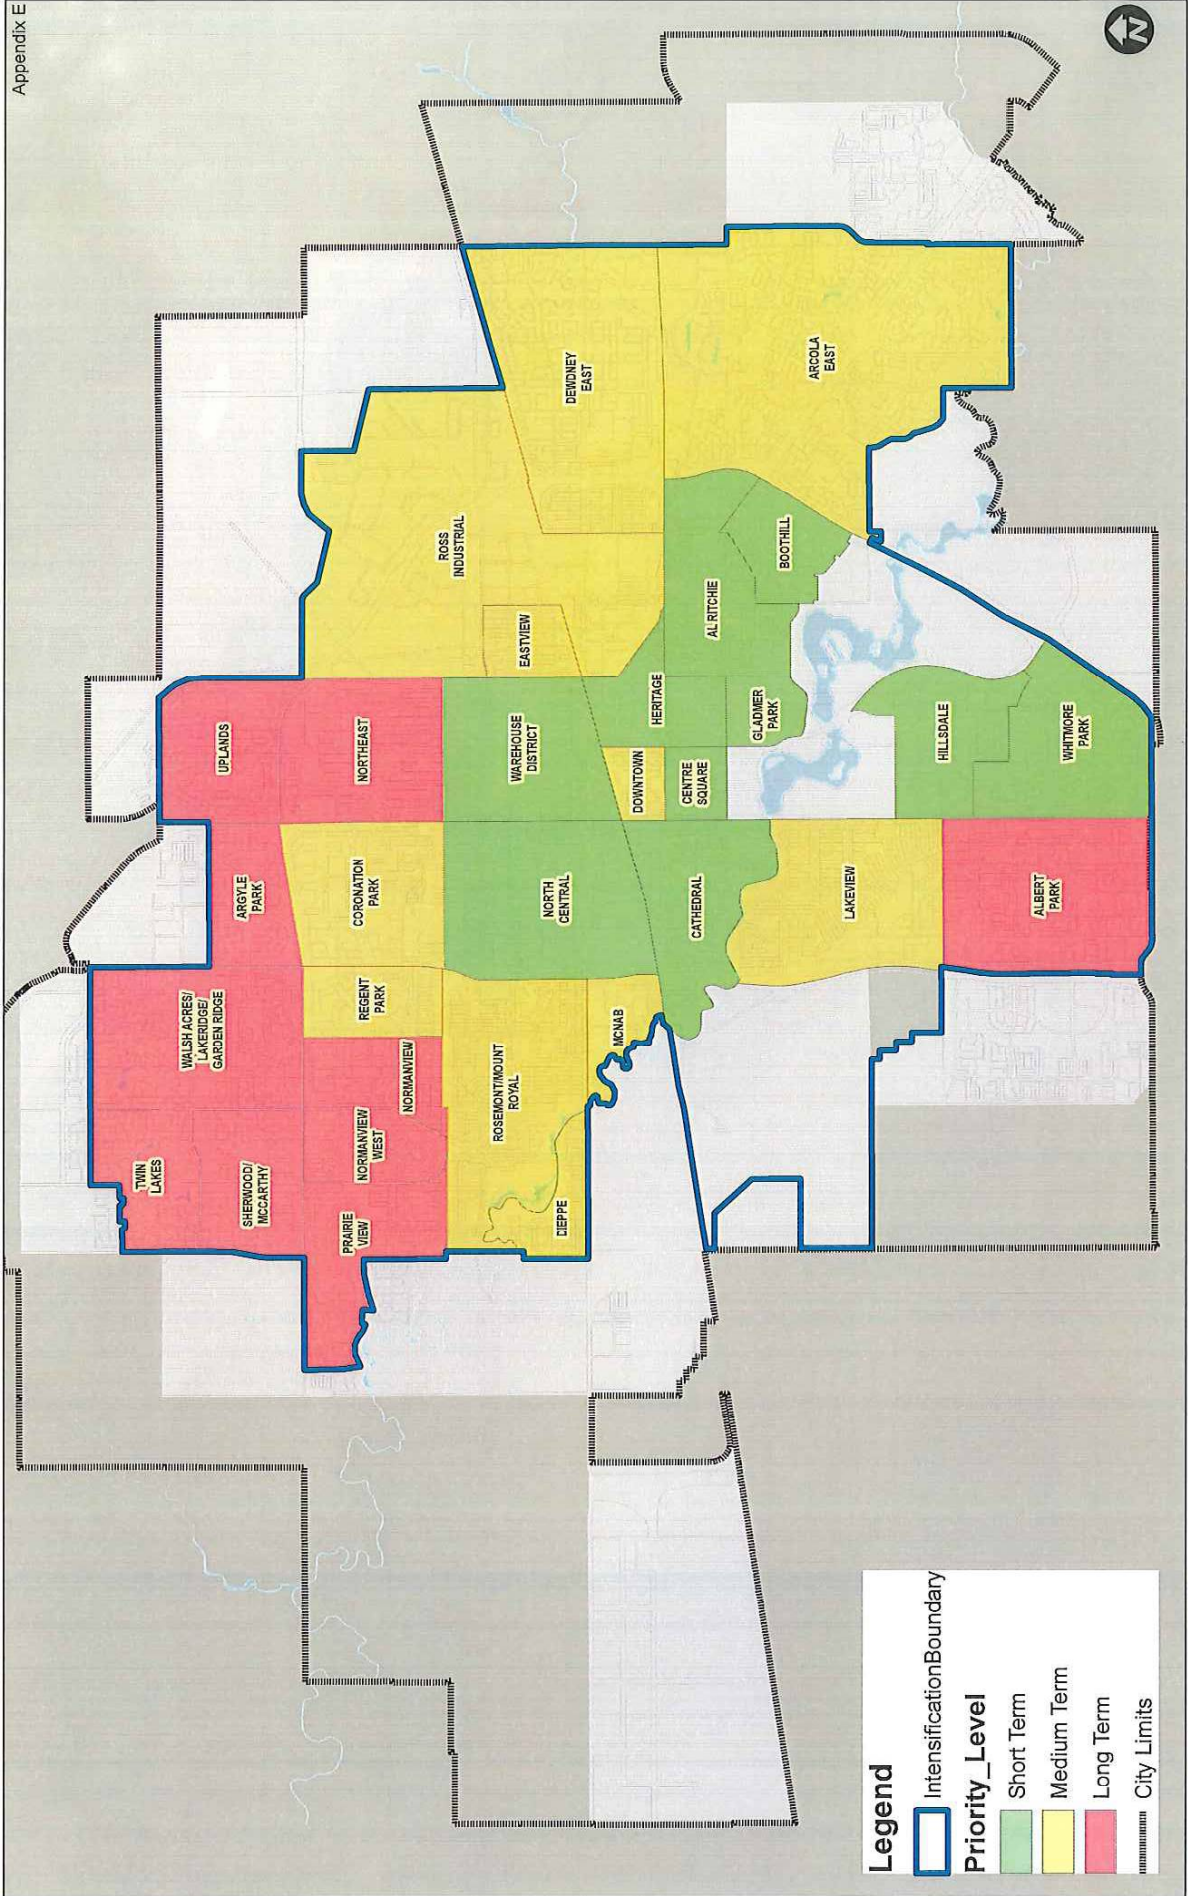 Appendix E
N
UPLANDS
NORTHEAST
ARGYLE
PARK
CORONATION
PARK
WALSH ACRES/
LAKERIDGE/
GARDEN RIDGE
REGENT
PARK
TWIN
LAKES
SHERWOOD/
MCCARTHY
NORMANVIEW
WEST
NORMANVIEW
PRAIRIE
VIEW
ROSEMONT/MOUNT
ROYAL
DIEPPE
MCNAB
NORTH
CENTRAL
WAREHOUSE
DISTRICT
EASTVIEW
ROSS
INDUSTRIAL
DEWDNEY
EAST
ARCOLA
EAST
BOOTHILL
AL RITCHIE
HERITAGE
GLADMER
PARK
DOWNTOWN
CENTRE
SQUARE
CATHEDRAL
LAKEVIEW
HILLSDALE
WHITMORE
PARK
ALBERT
PARK
Legend
IntensificationBoundary
Priority_Level
Short Term
Medium Term
Long Term
City Limits